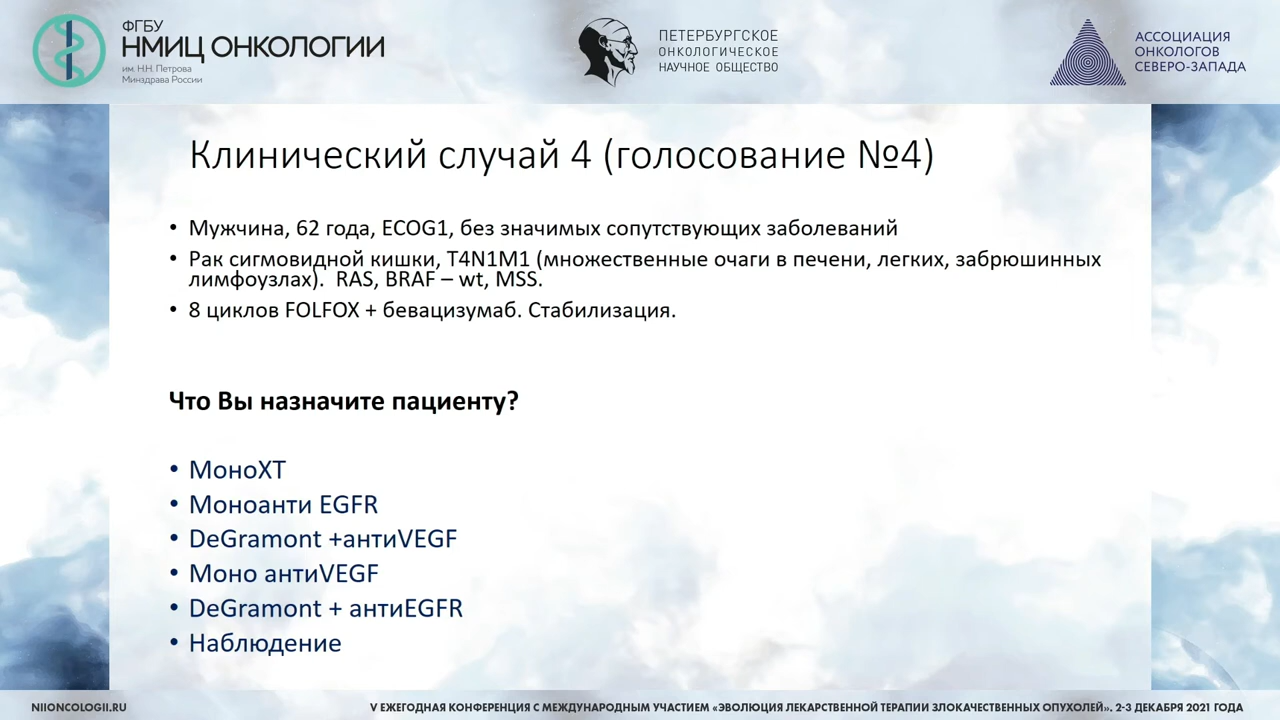 ФГБУ
НМИЦ ОНКОЛОГИИ
им. Н.Н. Петрова
Минздрава России
ПЕТЕРБУРГСКОЕ
ОНКОЛОГИЧЕСКОЕ
НАУЧНОЕ ОБЩЕСТВО
АССОЦИАЦИЯ
ОНКОЛОГОВ
СЕВЕРО-ЗАПАДА
Клинический случай 4 (голосование №4)
• Мужчина, 62 года, ECOG1, без значимых сопутствующих заболеваний
• Рак сигмовидной кишки, T4N1M1 (множественные очаги в печени, легких, забрюшинных
лимфоузлах). RAS, BRAF – wt, MSS.
• 8 циклов FOLFOX + бевацизумаб. Стабилизация.
Что Вы назначите пациенту?
• МоноХТ
• Моноанти EGFR
• DeGramont +антиVEGF
• Моно антиVEGF
• DeGramont + антиEGFR
• Наблюдение
NIIONCOLOGII.RU
V ЕЖЕГОДНАЯ КОНФЕРЕНЦИЯ С МЕЖДУНАРОДНЫМ УЧАСТИЕМ «ЭВОЛЮЦИЯ ЛЕКАРСТВЕННОЙ ТЕРАПИИ ЗЛОКАЧЕСТВЕННЫХ ОПУХОЛЕЙ». 2-3 ДЕКАБРЯ 2021 ГОДА